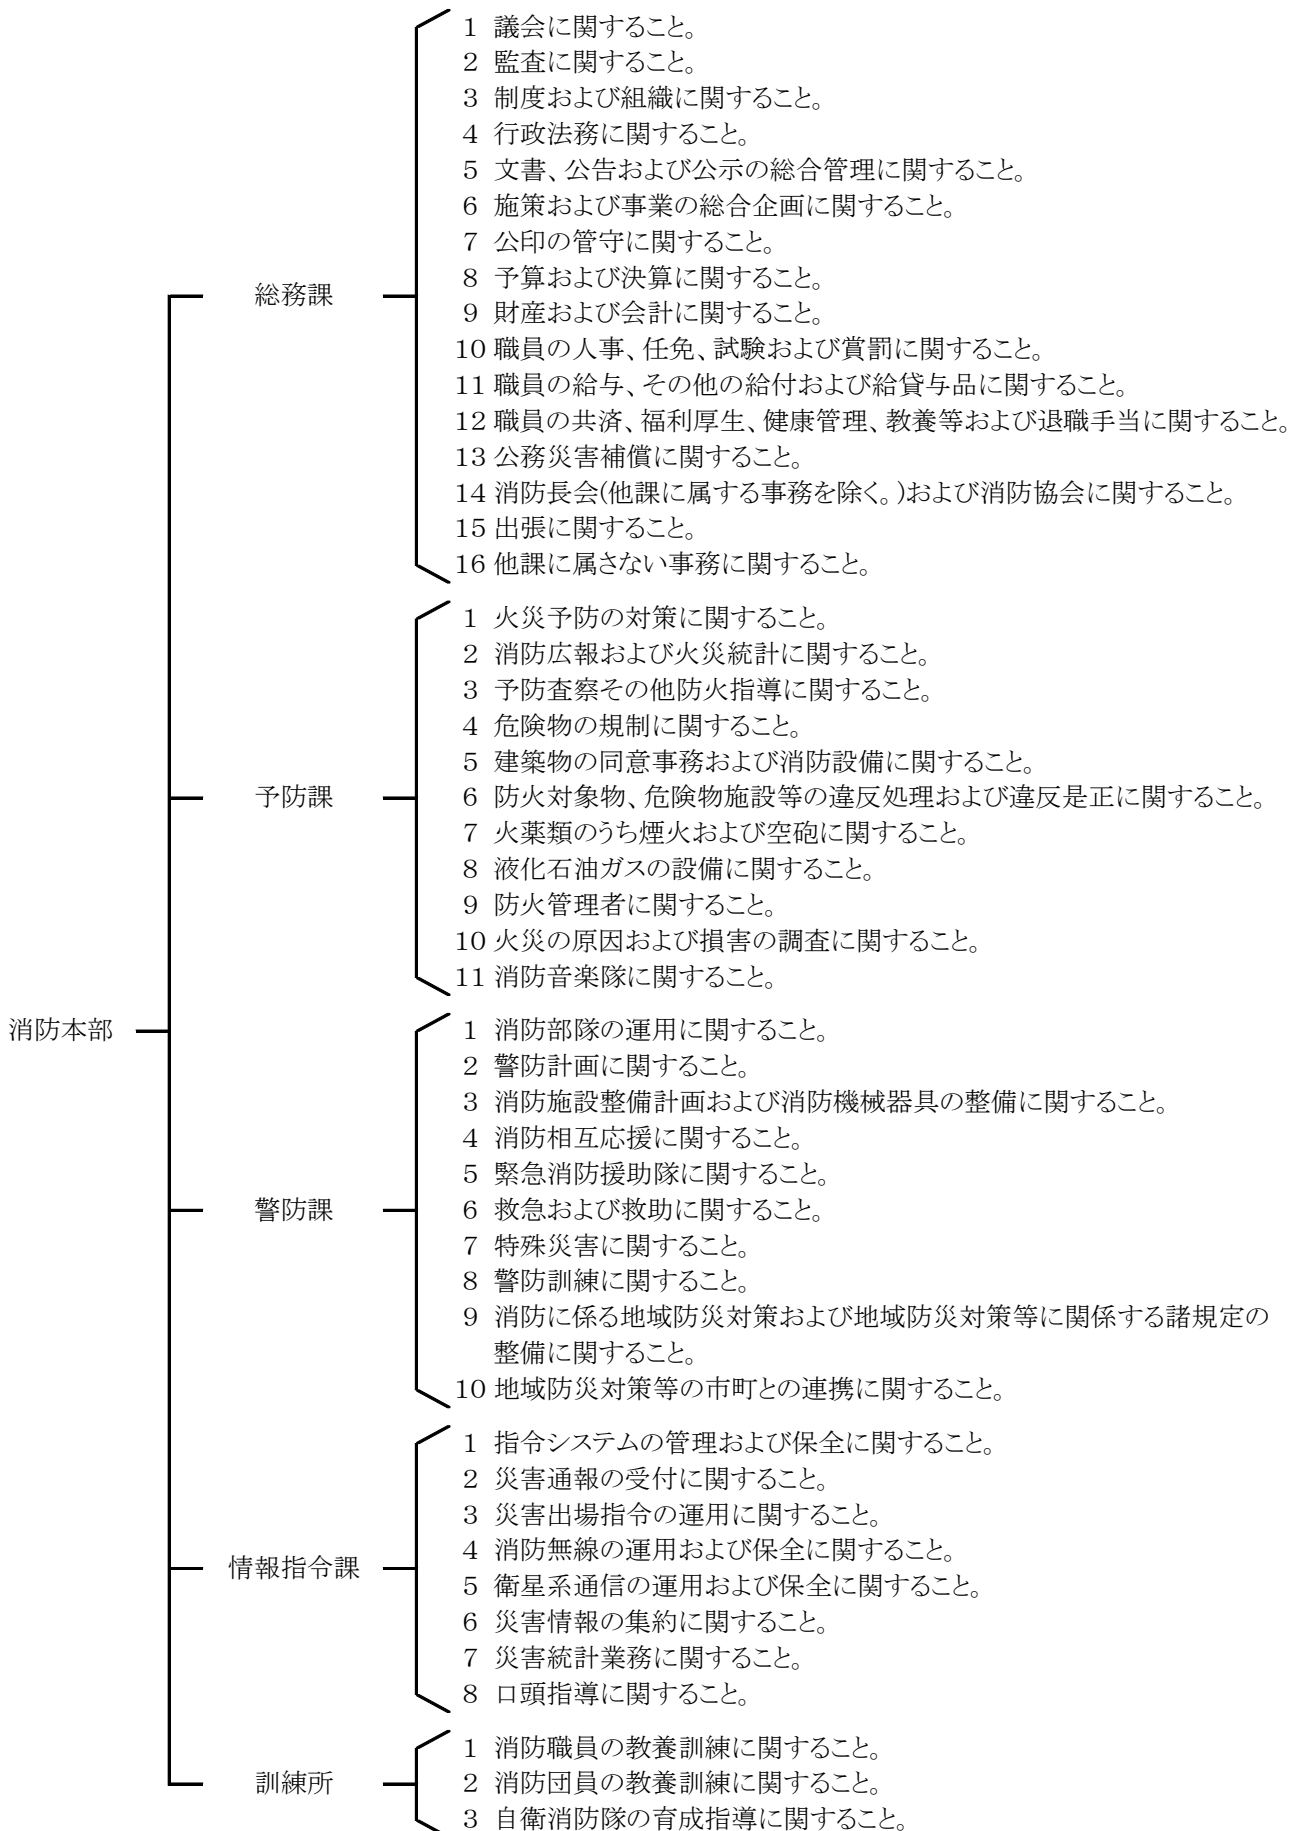 消防本部
総務課
1 議会に関すること。
2 監査に関すること。
3 制度および組織に関すること。
4 行政法務に関すること。
5 文書、公告および公示の総合管理に関すること。
6 施策および事業の総合企画に関すること。
7 公印の管守に関すること。
8 予算および決算に関すること。
9 財産および会計に関すること。
10 職員の人事、任免、試験および賞罰に関すること。
11 職員の給与、その他の給付および給貸与品に関すること。
12 職員の共済、福利厚生、健康管理、教養等および退職手当に関すること。
13 公務災害補償に関すること。
14 消防長会(他課に属する事務を除く。)および消防協会に関すること。
15 出張に関すること。
16 他課に属さない事務に関すること。
予防課
1 火災予防の対策に関すること。
2 消防広報および火災統計に関すること。
3 予防査察その他防火指導に関すること。
4 危険物の規制に関すること。
5 建築物の同意事務および消防設備に関すること。
6 防火対象物、危険物施設等の違反処理および違反是正に関すること。
7 火薬類のうち煙火および空砲に関すること。
8 液化石油ガスの設備に関すること。
9 防火管理者に関すること。
10 火災の原因および損害の調査に関すること。
11 消防音楽隊に関すること。
警防課
1 消防部隊の運用に関すること。
2 警防計画に関すること。
3 消防施設整備計画および消防機械器具の整備に関すること。
4 消防相互応援に関すること。
5 緊急消防援助隊に関すること。
6 救急および救助に関すること。
7 特殊災害に関すること。
8 警防訓練に関すること。
9 消防に係る地域防災対策および地域防災対策等に関係する諸規定の
整備に関すること。
10 地域防災対策等の市町との連携に関すること。
情報指令課
1 指令システムの管理および保全に関すること。
2 災害通報の受付に関すること。
3 災害出場指令の運用に関すること。
4 消防無線の運用および保全に関すること。
5 衛星系通信の運用および保全に関すること。
6 災害情報の集約に関すること。
7 災害統計業務に関すること。
8 口頭指導に関すること。
訓練所
1 消防職員の教養訓練に関すること。
2 消防団員の教養訓練に関すること。
3 自衛消防隊の育成指導に関すること。